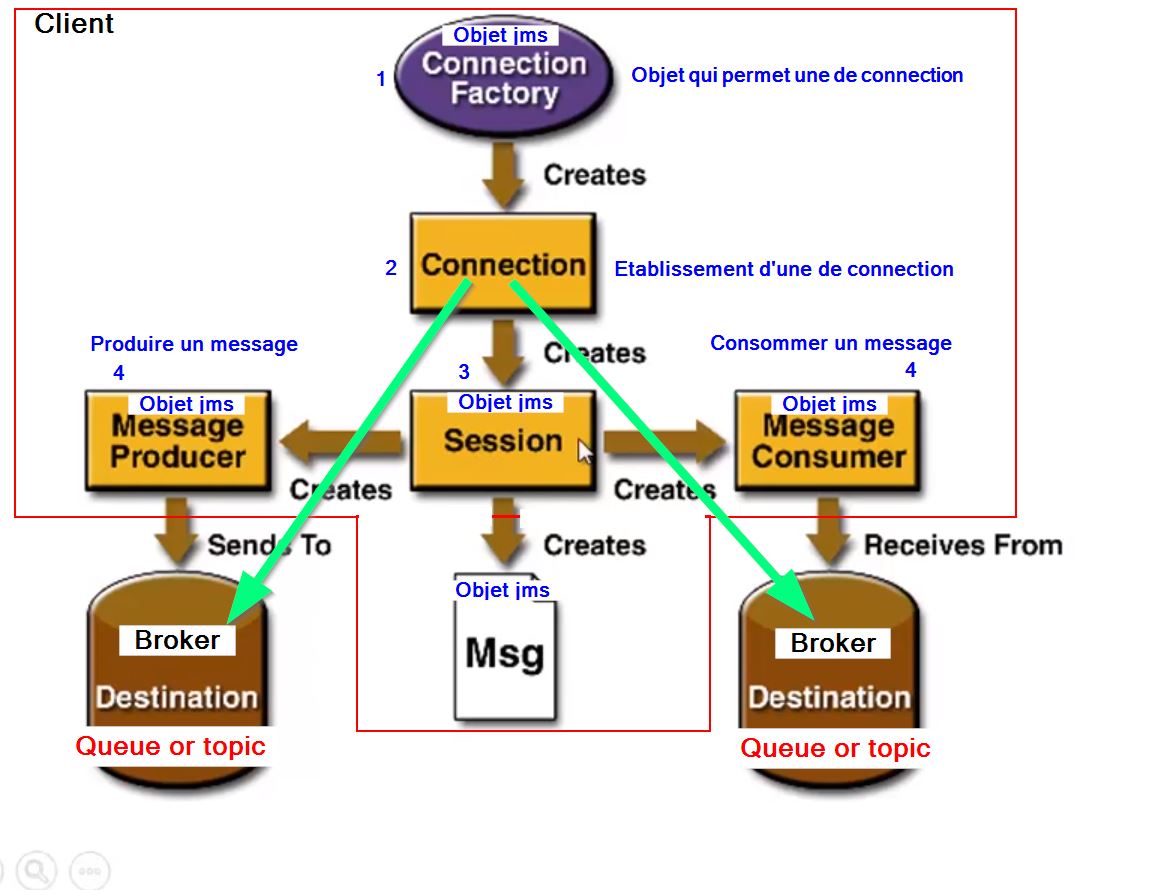 Client
Objet jms
Connection
Factory
1
Objet qui permet une de connection
Creates
2
Connection
Etablissement d'une de connection
Creates
Produire un message
4
Consommer un message
4
3
Objet jms
Message
Producer
Objet jms
Session
Objet jms
Message
Consumer
Creates
Creates
Sends To
Creates
Receives From
Objet jms
Msg
Broker
Destination
Queue or topic
Broker
Destination
Queue or topic